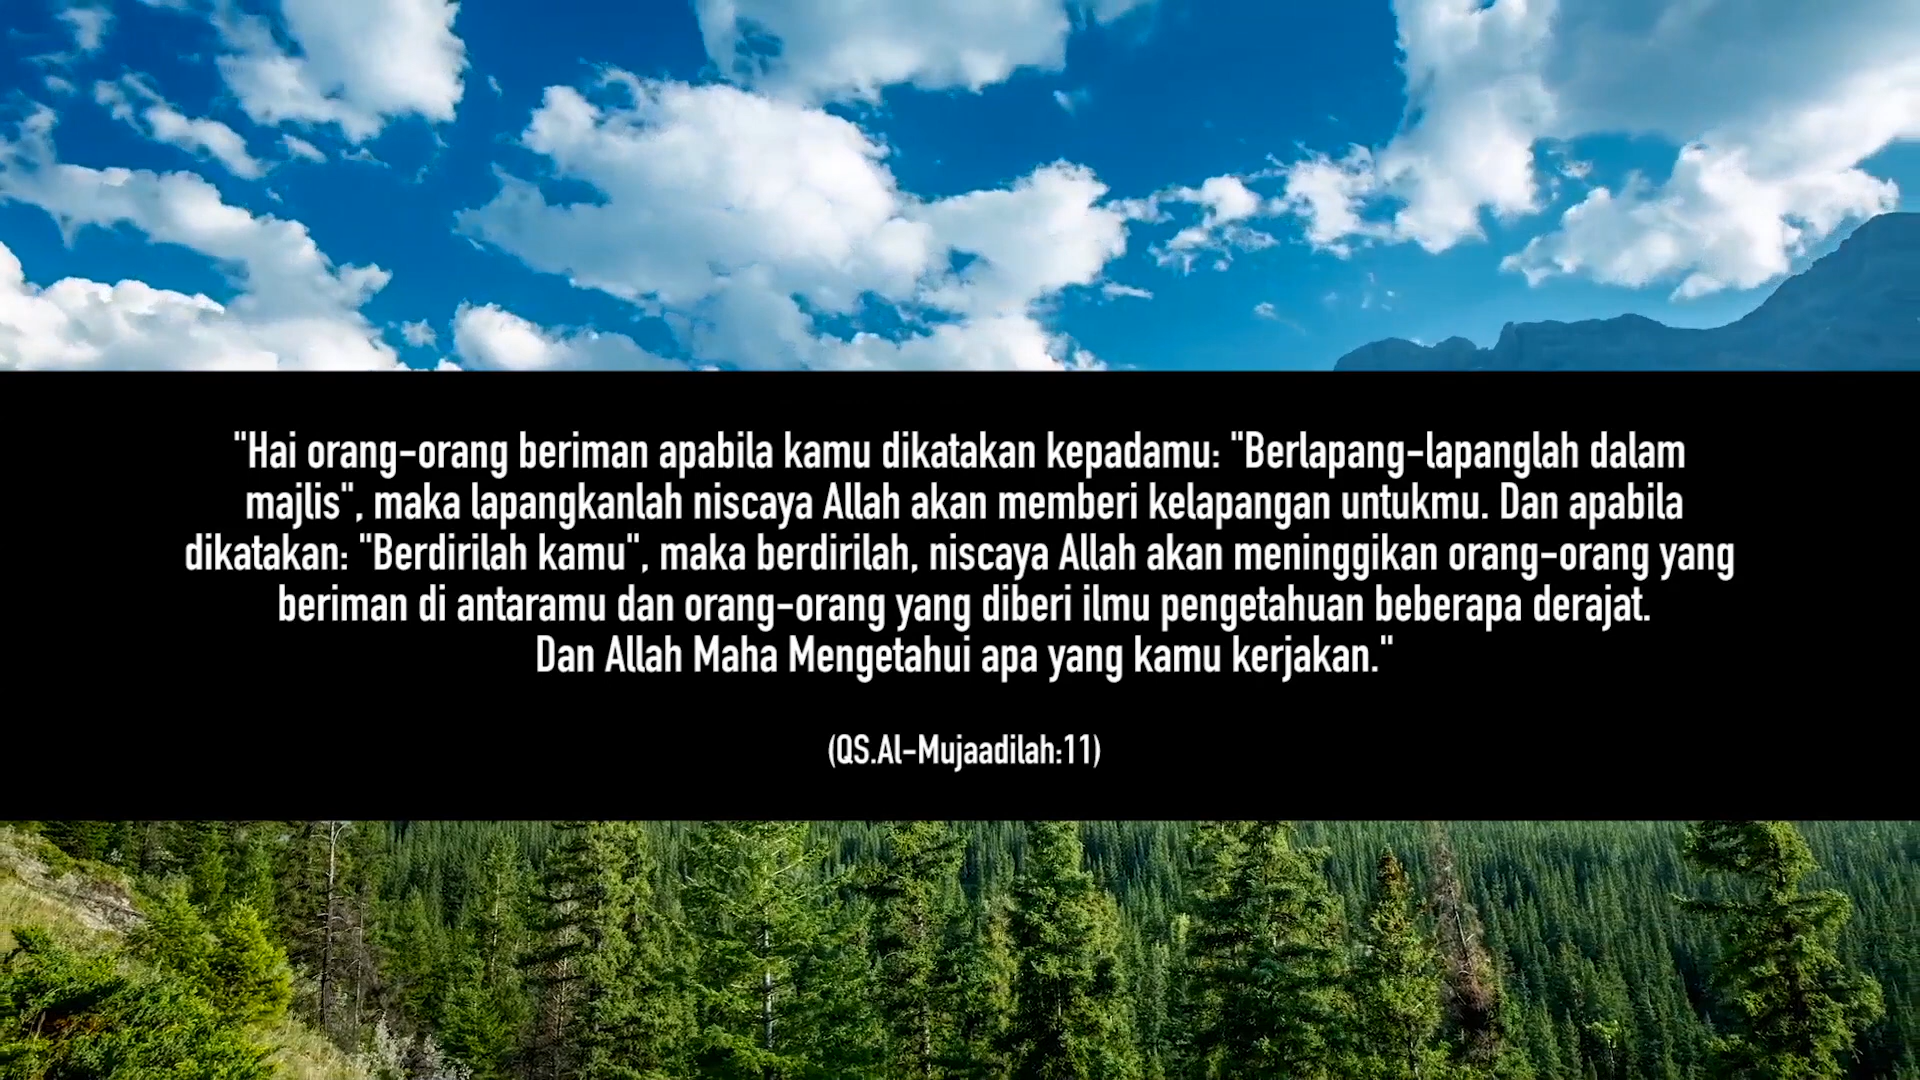 "Hai orang-orang beriman apabila kamu dikatakan kepadamu: "Berlapang-lapanglah dalam
majlis", maka lapangkanlah niscaya Allah akan memberi kelapangan untukmu. Dan apabila
dikatakan: "Berdirilah kamu", maka berdirilah, niscaya Allah akan meninggikan orang-orang yang
beriman di antaramu dan orang-orang yang diberi ilmu pengetahuan beberapa derajat.
Dan Allah Maha Mengetahui apa yang kamu kerjakan."
(QS.Al-Mujaadilah:11)